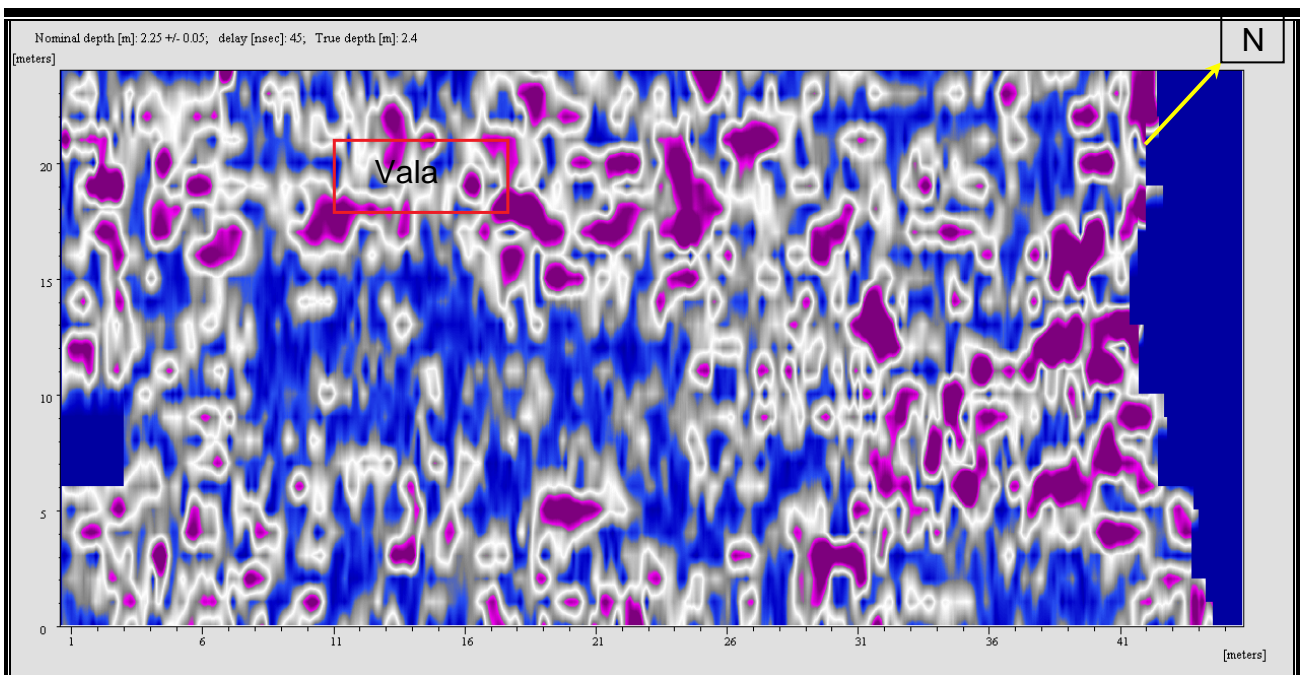 Nominal depth [m]: 2.25 +/- 0.05; delay [nsec]: 45; True depth [m]: 2.4
N
[meters]
20
Vala
15
10
5
0
1 6 11 16 21 26 31 36 41
[meters]